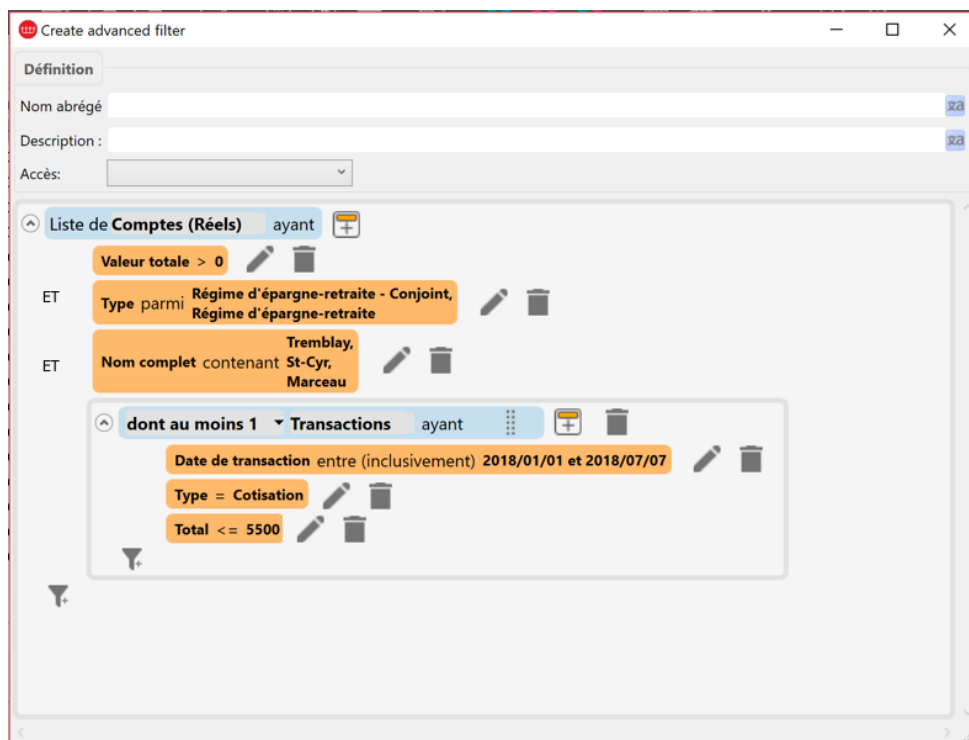 Create advanced filter
Définition
Nom abrégé
Description :
Accès:
Liste de Comptes (Réels) ayant
Valeur totale > 0
ET
Type parmi Régime d'épargne-retraite - Conjoint,
Régime d'épargne-retraite
ET
Nom complet contenant Tremblay,
St-Cyr,
Marceau
dont au moins 1 Transactions ayant
Date de transaction entre (inclusivement) 2018/01/01 et 2018/07/07
Type = Cotisation
Total <= 5500